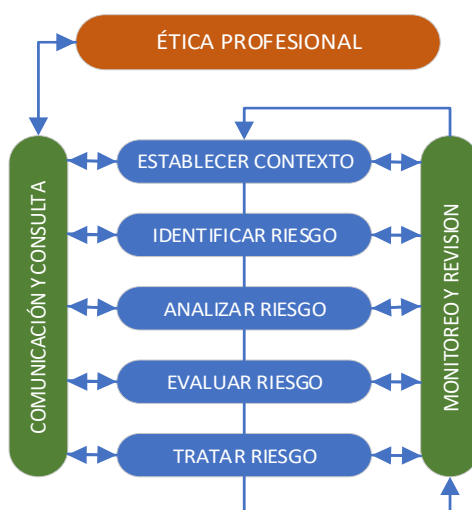 ÉTICA PROFESIONAL
COMUNICACIÓN Y CONSULTA
ESTABLECER CONTEXTO
IDENTIFICAR RIESGO
ANALIZAR RIESGO
EVALUAR RIESGO
TRATAR RIESGO
MONITOREO Y REVISION